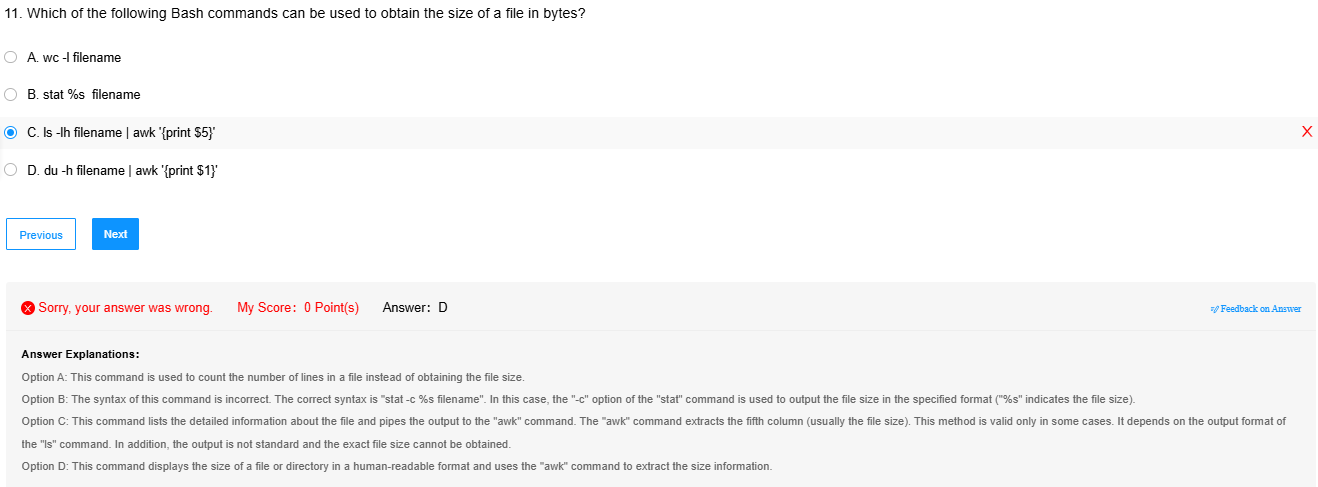 11. Which of the following Bash commands can be used to obtain the size of a file in bytes?
A. wc -l filename
B. stat %s  filename
C. ls -lh filename | awk '{print $5}'
X
D. du -h filename | awk '{print $1}'
Previous
Next
Sorry, your answer was wrong. My Score: 0 Point(s) Answer: D
Feedback on Answer
Answer Explanations:
Option A: This command is used to count the number of lines in a file instead of obtaining the file size.
Option B: The syntax of this command is incorrect. The correct syntax is "stat -c %s filename". In this case, the "-c" option of the "stat" command is used to output the file size in the specified format ("%s" indicates the file size).
Option C: This command lists the detailed information about the file and pipes the output to the "awk" command. The "awk" command extracts the fifth column (usually the file size). This method is valid only in some cases. It depends on the output format of
the "ls" command. In addition, the output is not standard and the exact file size cannot be obtained.
Option D: This command displays the size of a file or directory in a human-readable format and uses the "awk" command to extract the size information.